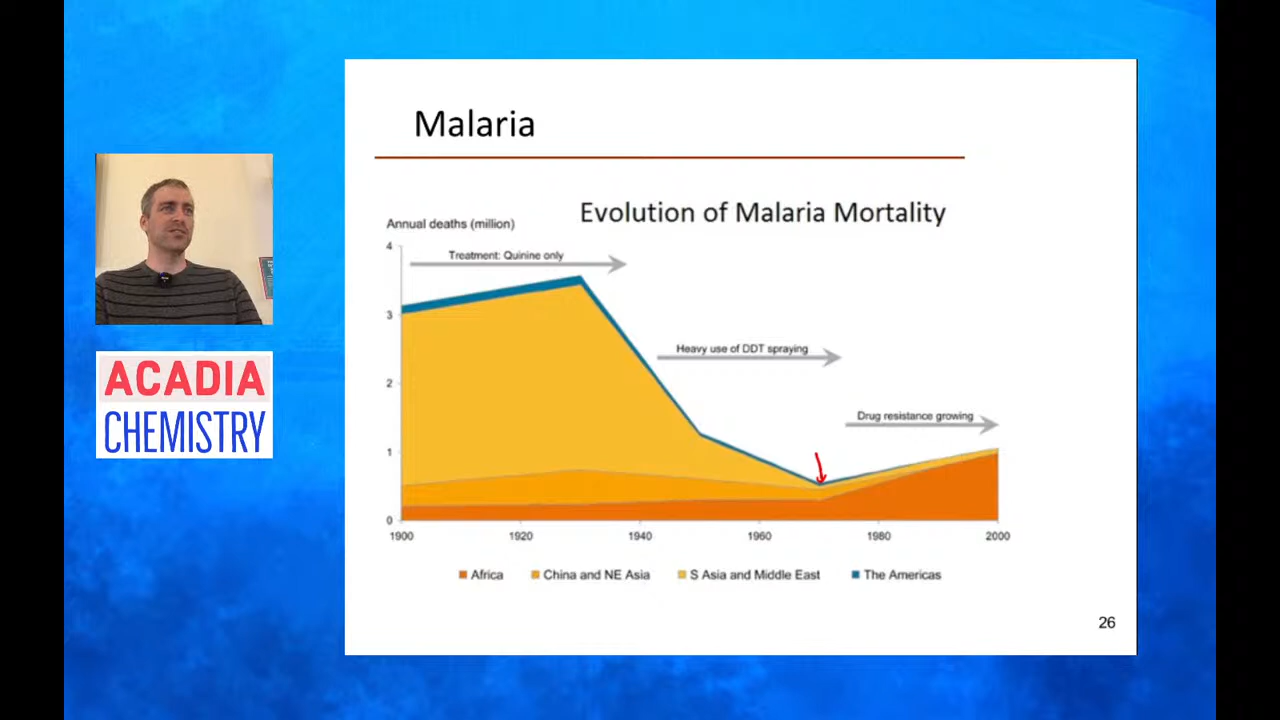 Malaria
Evolution of Malaria Mortality
Annual deaths (million)
4
Treatment: Quinine only
3
Heavy use of DDT spraying
2
Drug resistance growing
1
0
1900 1920 1940 1960 1980 2000
Africa China and NE Asia S Asia and Middle East The Americas
26
ACADIA
CHEMISTRY